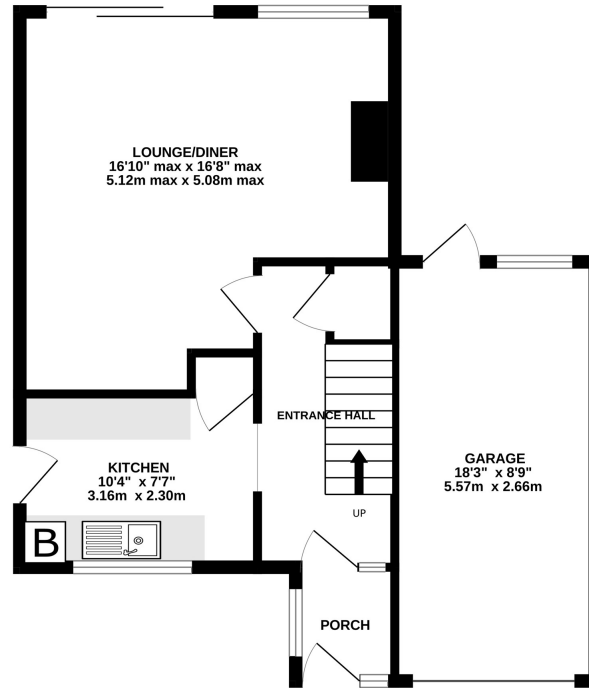 LOUNGE/DINER
16'10" max x 16'8" max
5.12m max x 5.08m max
ENTRANCE HALL
KITCHEN
10'4" x 7'7"
3.16m x 2.30m
GARAGE
18'3" x 8'9"
5.57m x 2.66m
UP
B
PORCH